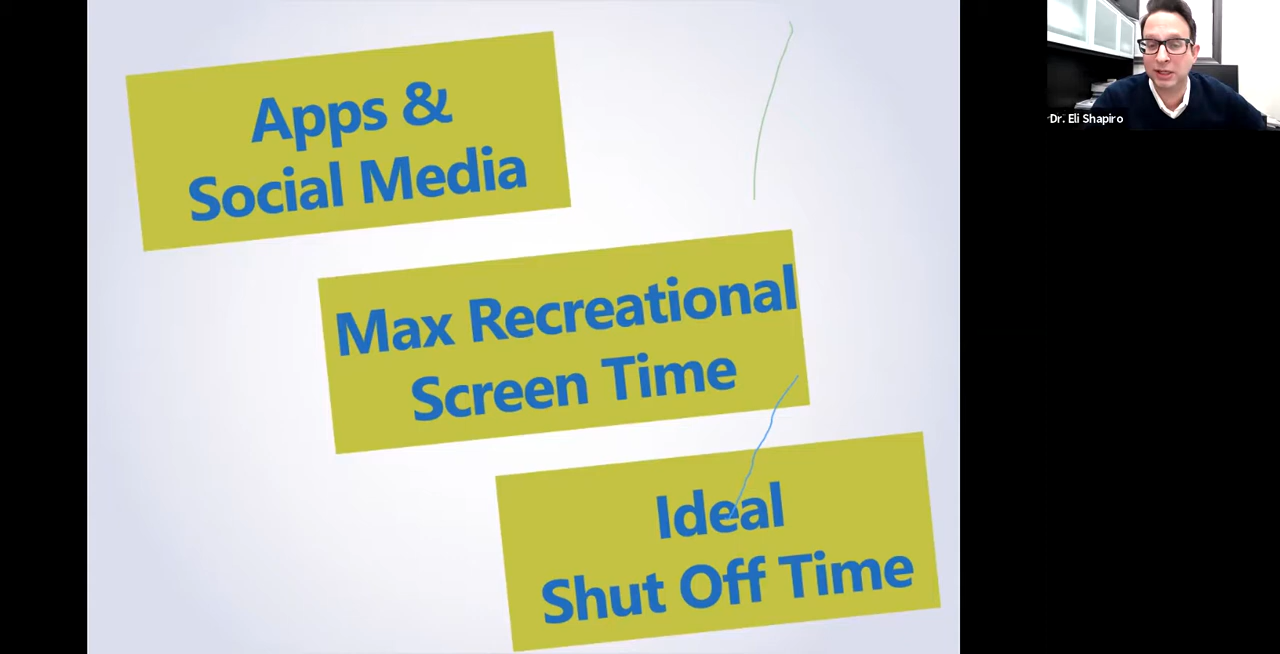 Apps &
Social Media
Max Recreational
Screen Time
Ideal
Shut Off Time
Dr. Eli Shapiro